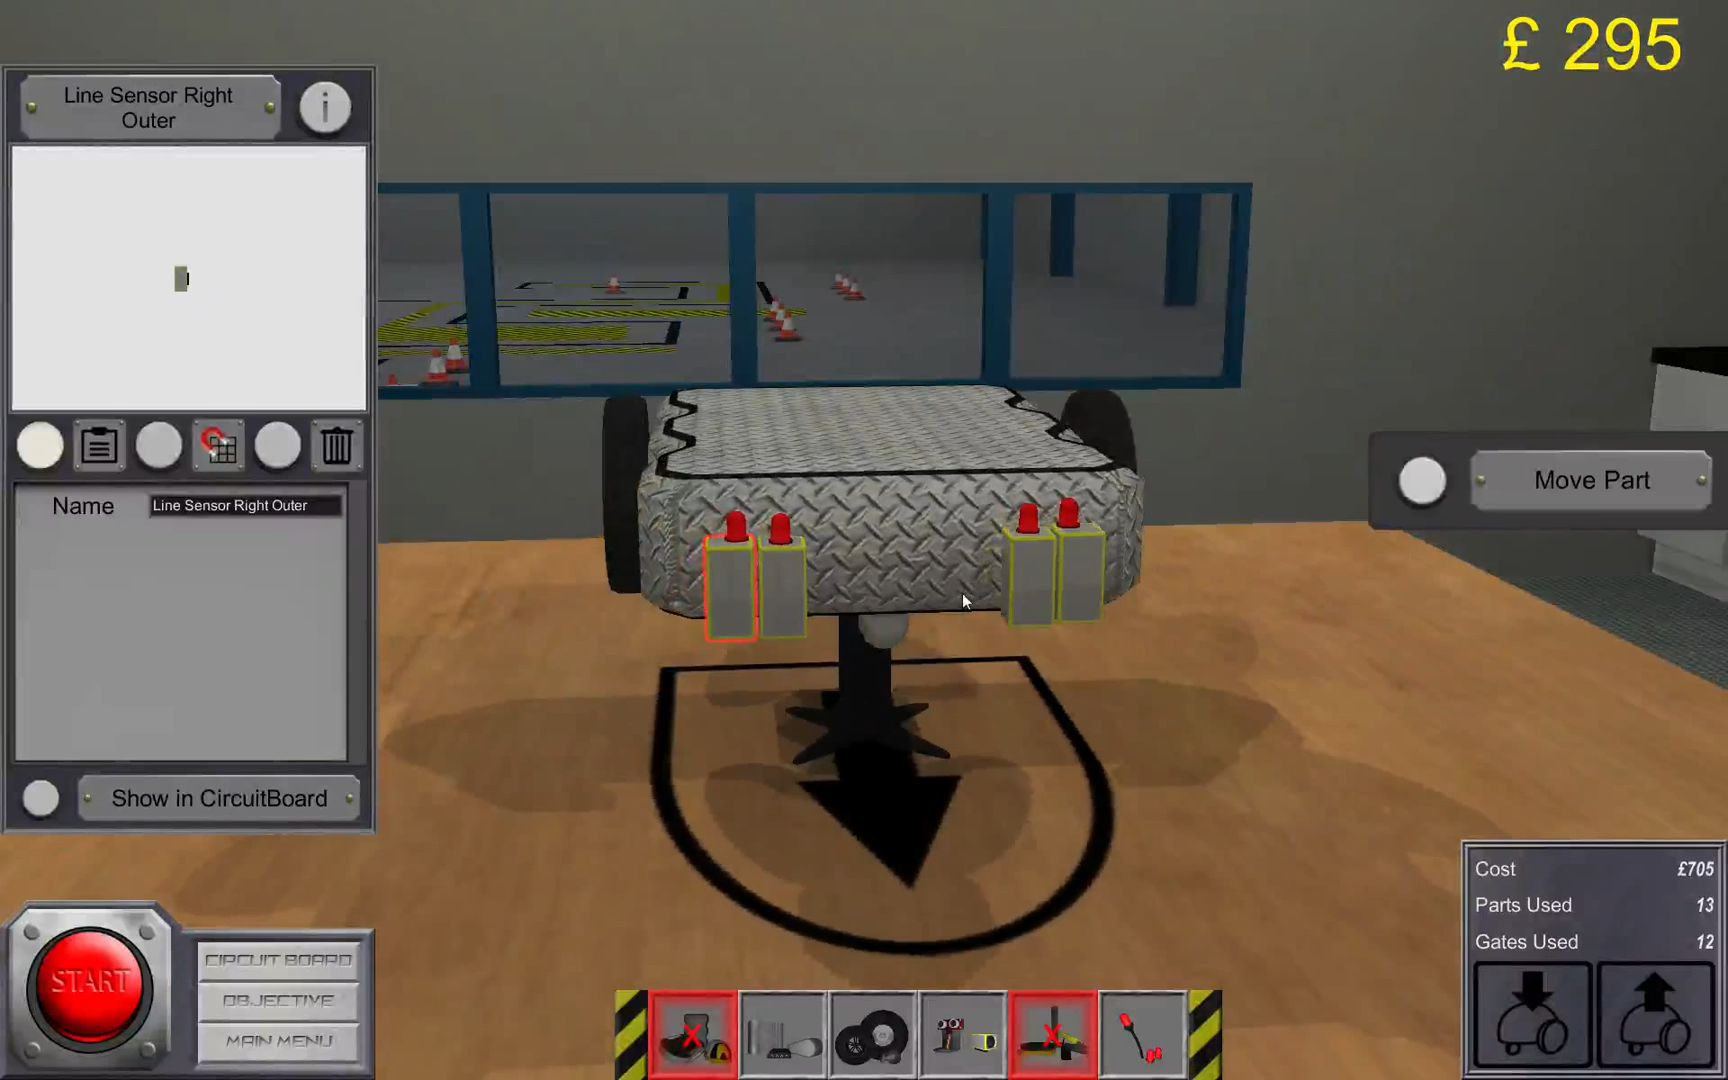 £ 295
Line Sensor Right
Outer
i
Name
Line Sensor Right Outer
Move Part
Show in CircuitBoard
Cost £705
Parts Used 13
Gates Used 12
START
CIRCUIT BOARD
OBJECTIVE
MAIN MENU